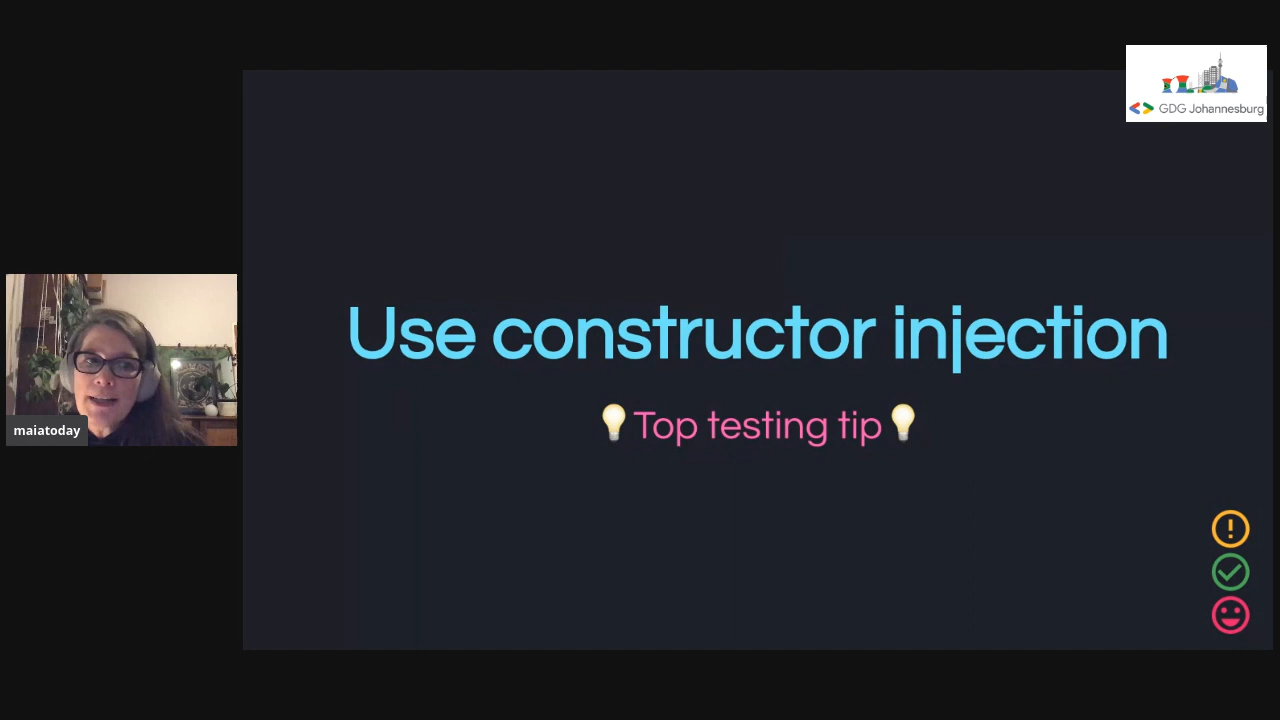 GDG Johannesburg
Use constructor injection
💡Top testing tip💡
maiatoday